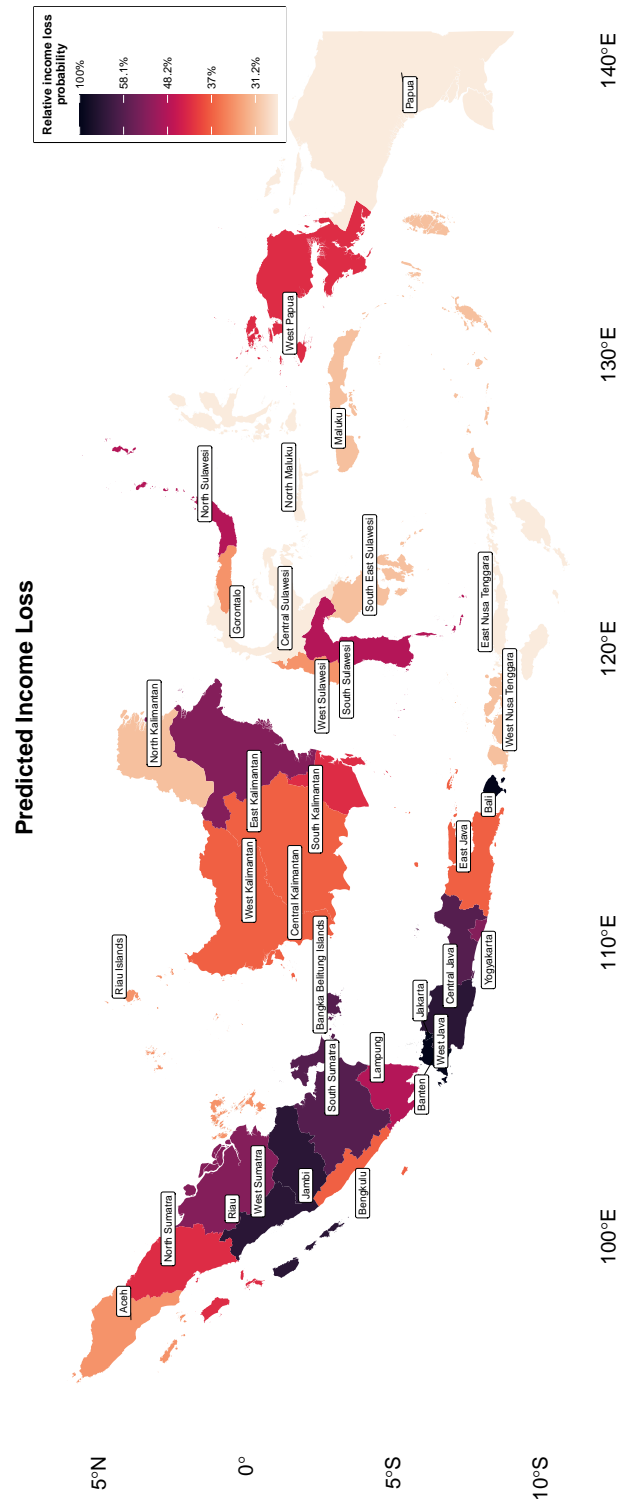 Predicted Income Loss
Relative income loss
probability
100%
58.1%
48.2%
37%
31.2%
5°N
0°
5°S
10°S
Aceh
North Sumatra
Riau
West Sumatra
Jambi
Bengkulu
Riau Islands
South Sumatra
Bangka Belitung Islands
Lampung
Banten
Jakarta
West Java
Central Java
Yogyakarta
East Java
Bali
West Kalimantan
Central Kalimantan
East Kalimantan
South Kalimantan
North Kalimantan
Gorontalo
North Sulawesi
Central Sulawesi
West Sulawesi
South Sulawesi
South East Sulawesi
West Nusa Tenggara
East Nusa Tenggara
North Maluku
Maluku
West Papua
Papua
100°E
110°E
120°E
130°E
140°E